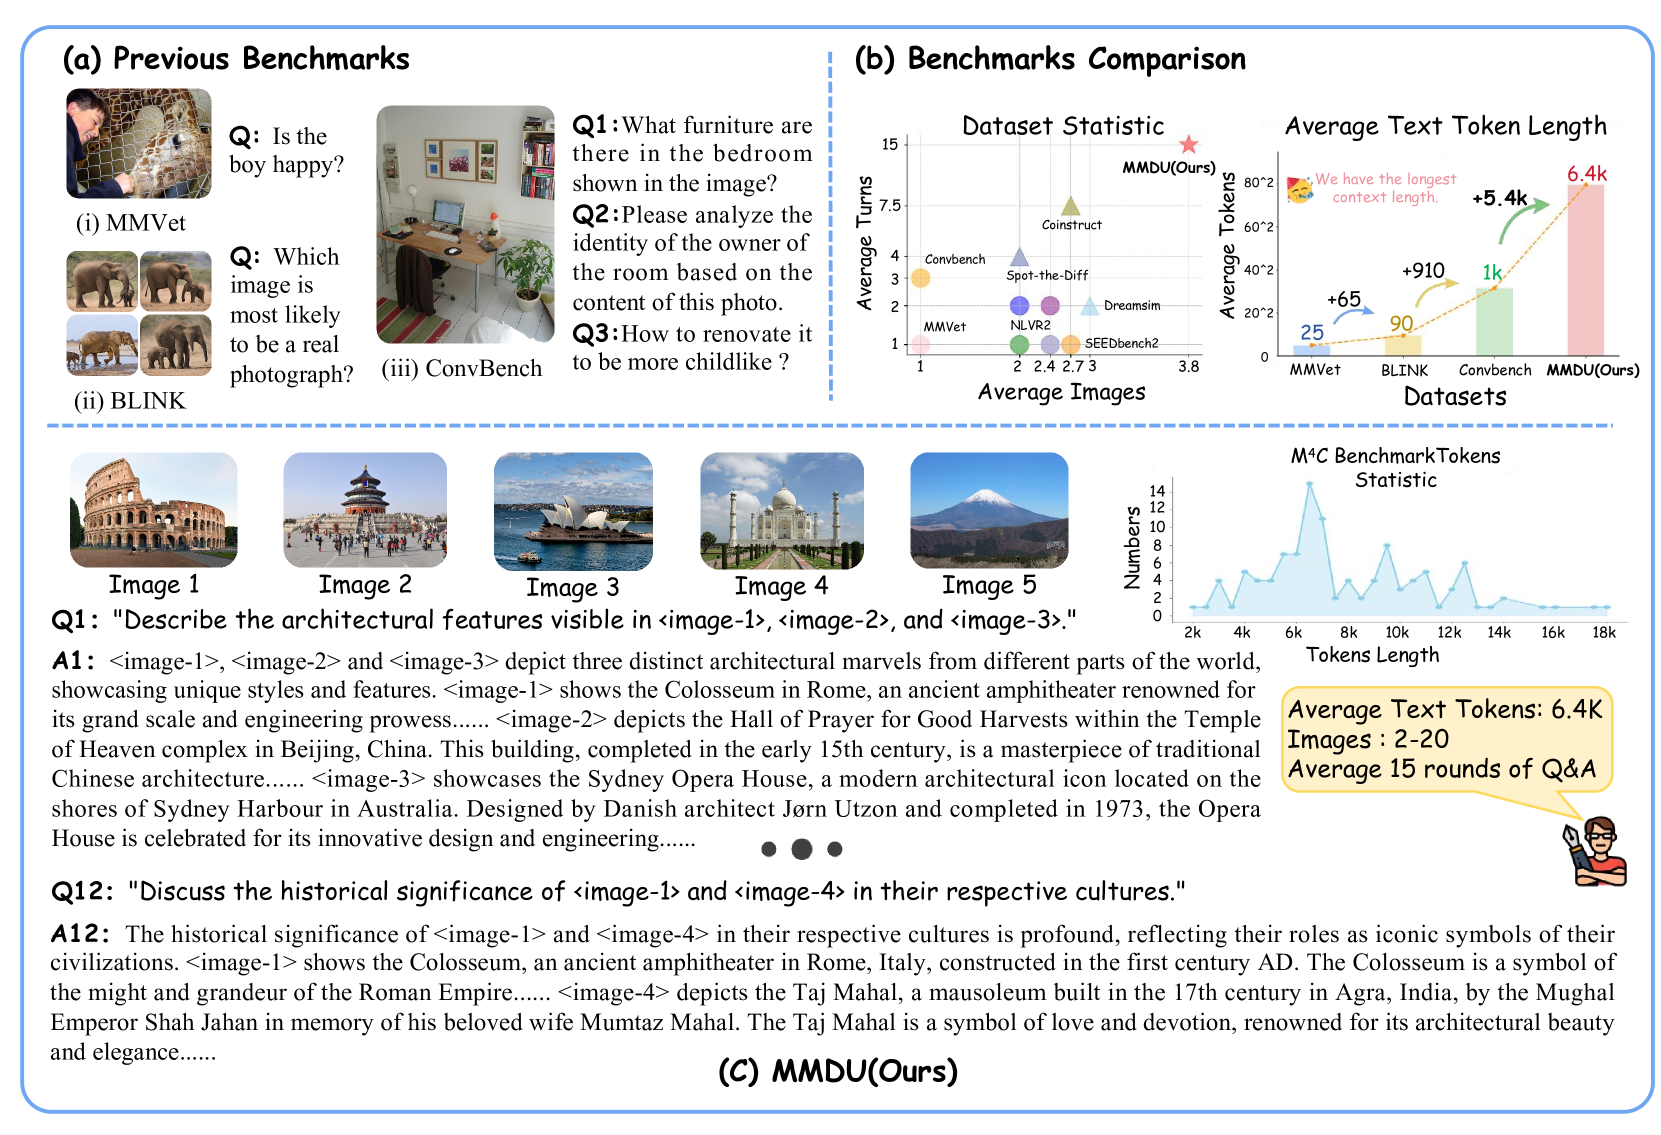 (a) Previous Benchmarks
Q: Is the
boy happy?
(i) MMVet
Q: Which
image is
most likely
to be a real
photograph?
(ii) BLINK
(iii) ConvBench
Q1:What furniture are
there in the bedroom
shown in the image?
Q2:Please analyze the
identity of the owner of
the room based on the
content of this photo.
Q3:How to renovate it
to be more childlike ?
(b) Benchmarks Comparison
Dataset Statistic
Average Turns
15
7.5
4
3
2
1
MMDU(Ours)
Coinstruct
Convbench
Spot-the-Diff
Dreamsim
MMVet
NLVR2
SEEDbench2
1
2
2.4
2.7
3
3.8
Average Images
Average Text Token Length
Average Tokens
80^2
60^2
40^2
20^2
0
We have the longest
context length.
25
+65
90
+910
1k
+5.4k
6.4k
MMVet
BLINK
Convbench
MMDU(Ours)
Datasets
Image 1
Image 2
Image 3
Image 4
Image 5
M⁴C BenchmarkTokens
Statistic
Numbers
14
12
10
8
6
4
2
0
2k
4k
6k
8k
10k
12k
14k
16k
18k
Tokens Length
Q1: "Describe the architectural features visible in <image-1>, <image-2>, and <image-3>."
A1: <image-1>, <image-2> and <image-3> depict three distinct architectural marvels from different parts of the world,
showcasing unique styles and features. <image-1> shows the Colosseum in Rome, an ancient amphitheater renowned for
its grand scale and engineering prowess...... <image-2> depicts the Hall of Prayer for Good Harvests within the Temple
of Heaven complex in Beijing, China. This building, completed in the early 15th century, is a masterpiece of traditional
Chinese architecture...... <image-3> showcases the Sydney Opera House, a modern architectural icon located on the
shores of Sydney Harbour in Australia. Designed by Danish architect Jørn Utzon and completed in 1973, the Opera
House is celebrated for its innovative design and engineering......
Average Text Tokens: 6.4K
Images : 2-20
Average 15 rounds of Q&A
Q12: "Discuss the historical significance of <image-1> and <image-4> in their respective cultures."
A12: The historical significance of <image-1> and <image-4> in their respective cultures is profound, reflecting their roles as iconic symbols of their
civilizations. <image-1> shows the Colosseum, an ancient amphitheater in Rome, Italy, constructed in the first century AD. The Colosseum is a symbol of
the might and grandeur of the Roman Empire...... <image-4> depicts the Taj Mahal, a mausoleum built in the 17th century in Agra, India, by the Mughal
Emperor Shah Jahan in memory of his beloved wife Mumtaz Mahal. The Taj Mahal is a symbol of love and devotion, renowned for its architectural beauty
and elegance......
(C) MMDU(Ours)